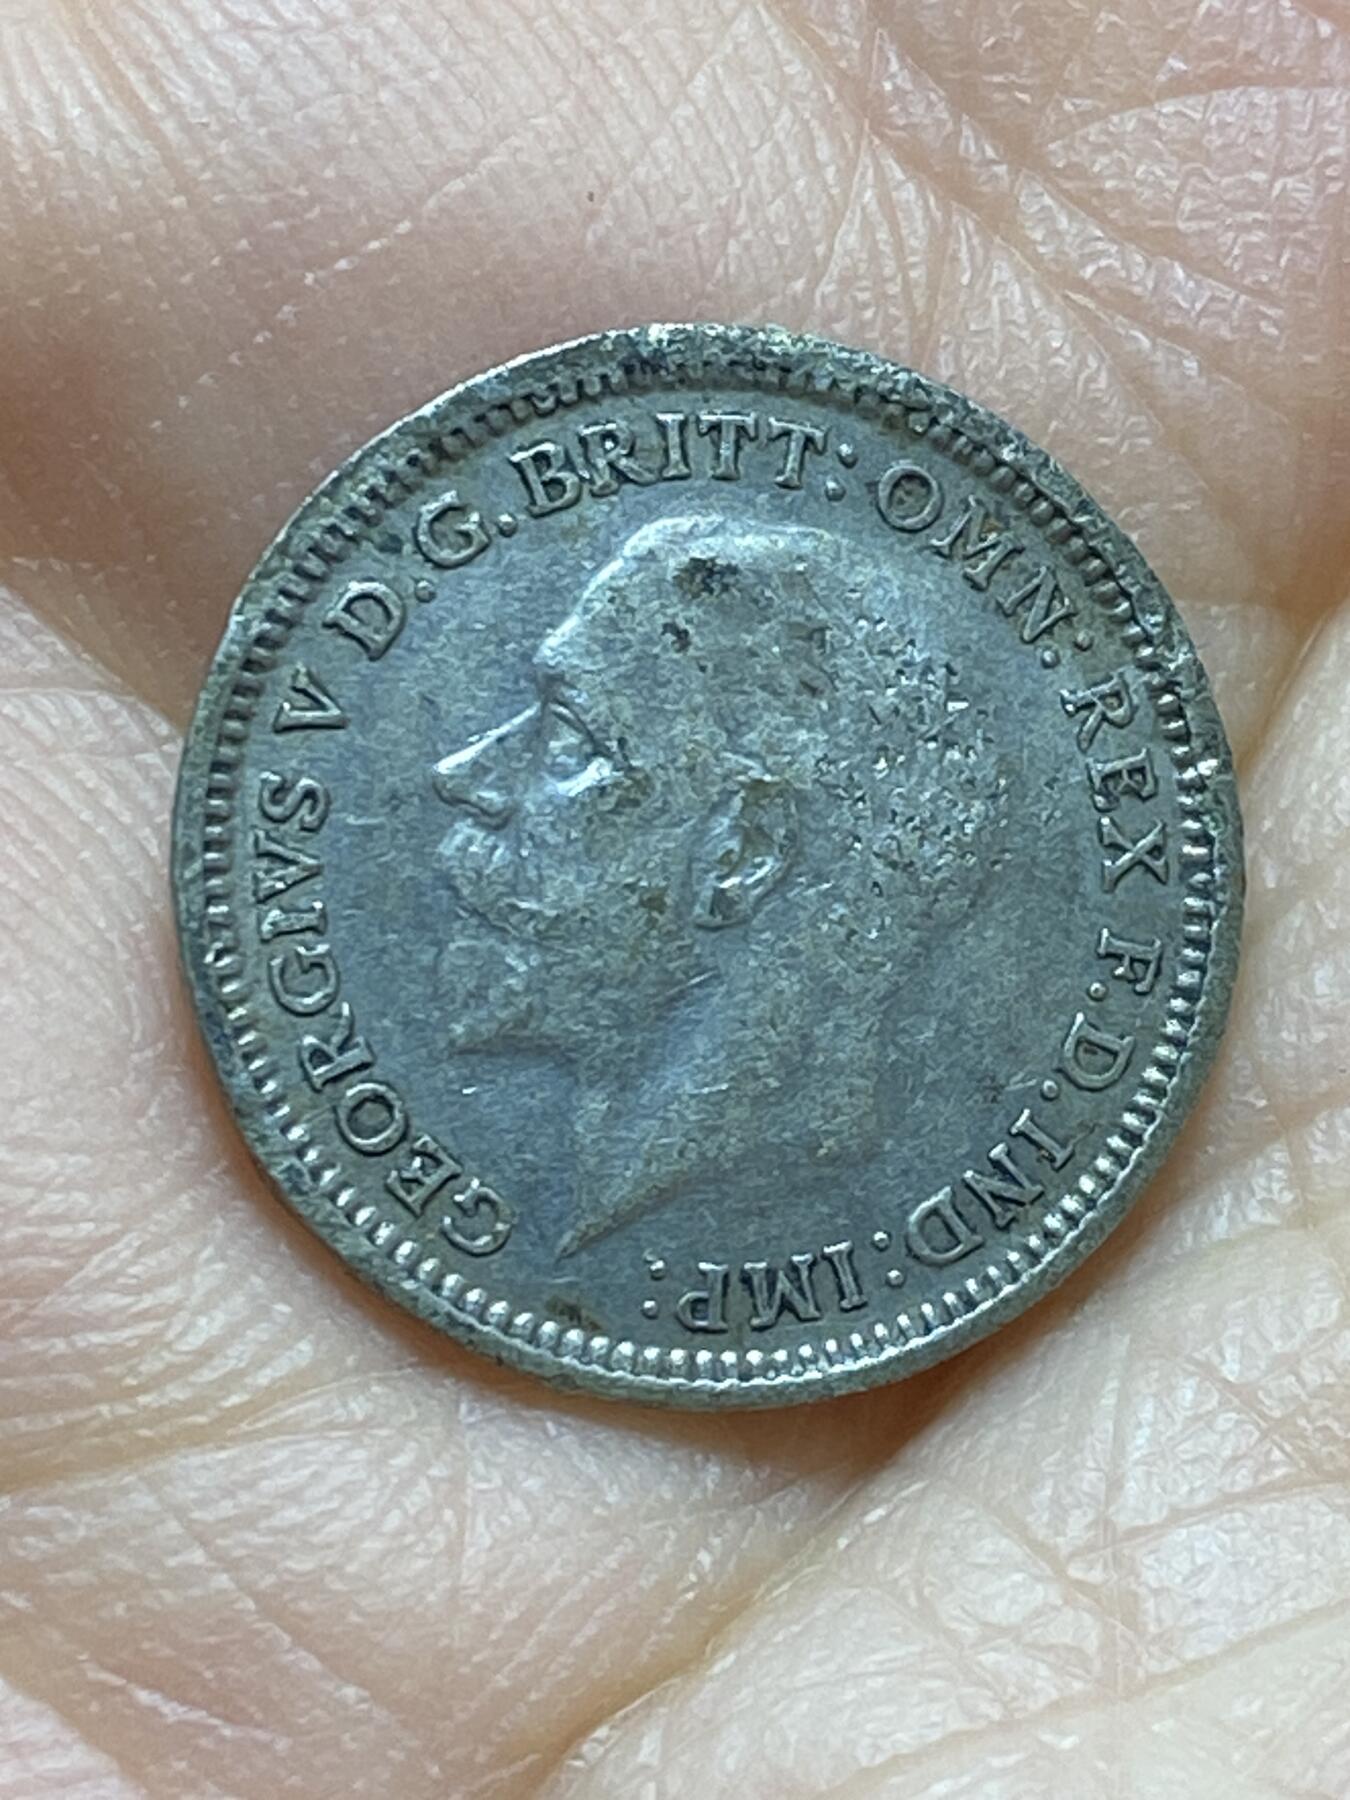 GEORGIVS V D.G.BRITT: OMN: REX F.D.IND:IMP: